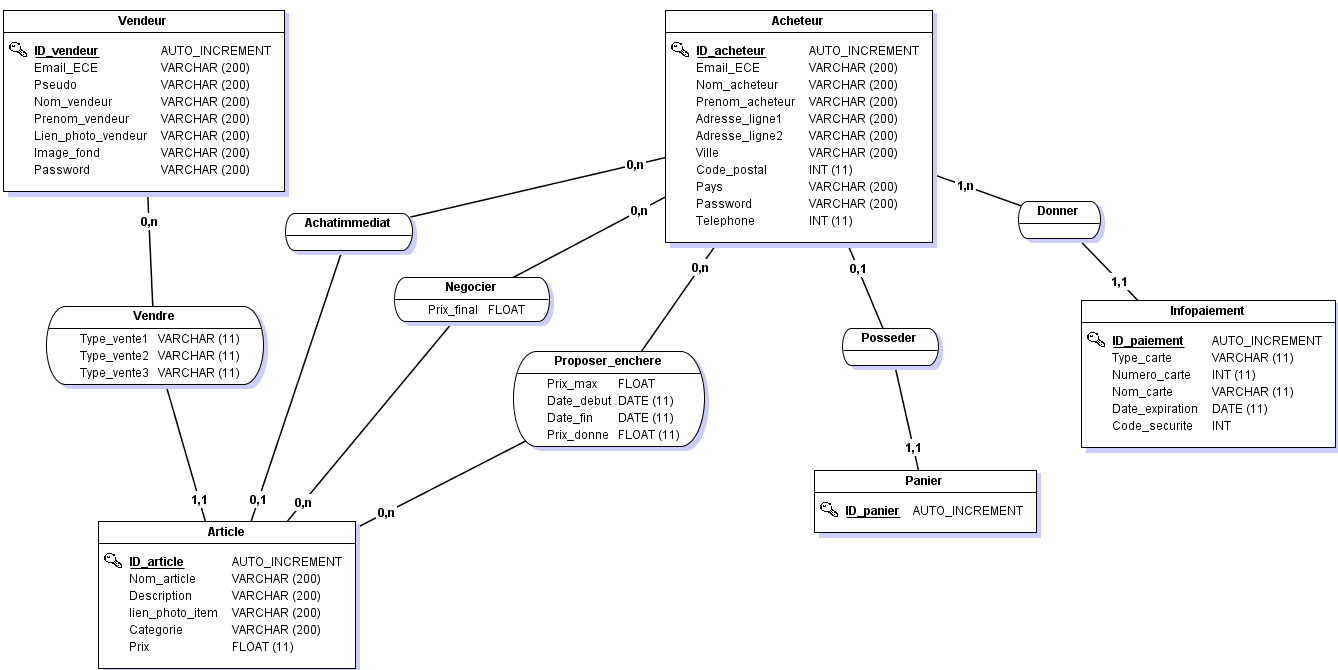 Vendeur
ID_vendeur AUTO_INCREMENT
Email_ECE VARCHAR (200)
Pseudo VARCHAR (200)
Nom_vendeur VARCHAR (200)
Prenom_vendeur VARCHAR (200)
Lien_photo_vendeur VARCHAR (200)
Image_fond VARCHAR (200)
Password VARCHAR (200)
Acheteur
ID_acheteur AUTO_INCREMENT
Email_ECE VARCHAR (200)
Nom_acheteur VARCHAR (200)
Prenom_acheteur VARCHAR (200)
Adresse_ligne1 VARCHAR (200)
Adresse_ligne2 VARCHAR (200)
Ville VARCHAR (200)
Code_postal INT (11)
Pays VARCHAR (200)
Password VARCHAR (200)
Telephone INT (11)
0,n
0,n
0,n
0,n
0,1
1,n
Achatimmediat
Donner
1,1
Negocier
Prix_final FLOAT
Vendre
Type_vente1 VARCHAR (11)
Type_vente2 VARCHAR (11)
Type_vente3 VARCHAR (11)
Proposer_enchere
Prix_max FLOAT
Date_debut DATE (11)
Date_fin DATE (11)
Prix_donne FLOAT (11)
Posseder
Infopaiement
ID_paiement AUTO_INCREMENT
Type_carte VARCHAR (11)
Numero_carte INT (11)
Nom_carte VARCHAR (11)
Date_expiration DATE (11)
Code_securite INT
1,1
0,1
0,n
0,n
1,1
Panier
ID_panier AUTO_INCREMENT
Article
ID_article AUTO_INCREMENT
Nom_article VARCHAR (200)
Description VARCHAR (200)
lien_photo_item VARCHAR (200)
Categorie VARCHAR (200)
Prix FLOAT (11)